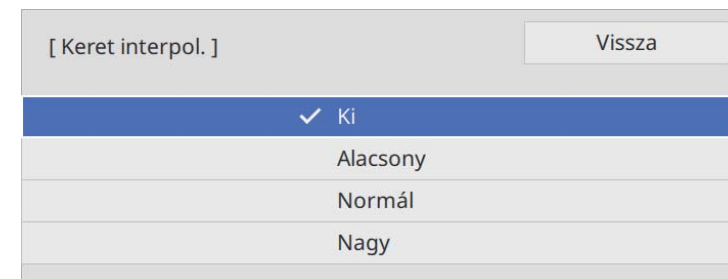 [ Keret interpol. ] Vissza
Ki
Alacsony
Normál
Nagy